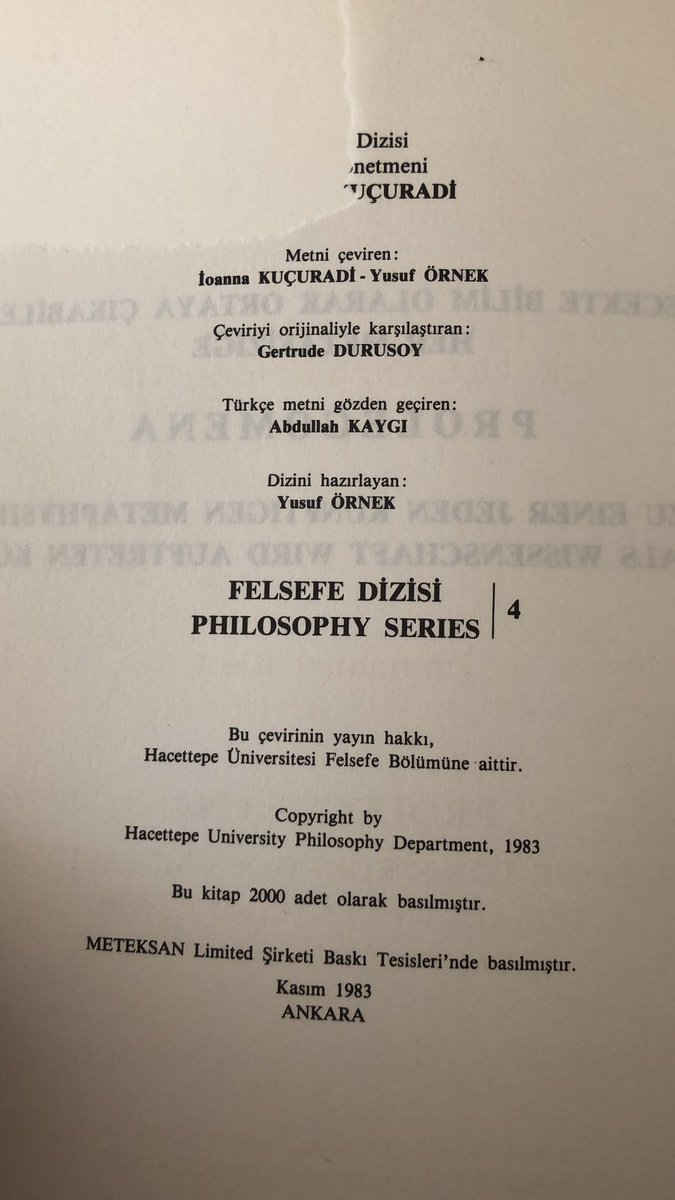 Dizisi
netmeni
UÇURADİ
Metni çeviren:
İoanna KUÇURADİ - Yusuf ÖRNEK
Çeviriyi orijinaliyle karşılaştıran:
Gertrude DURUSOY
Türkçe metni gözden geçiren:
Abdullah KAYGI
Dizini hazırlayan:
Yusuf ÖRNEK
FELSEFE DİZİSİ
PHILOSOPHY SERIES | 4
Bu çevirinin yayın hakkı,
Hacettepe Üniversitesi Felsefe Bölümüne aittir.
Copyright by
Hacettepe University Philosophy Department, 1983
Bu kitap 2000 adet olarak basılmıştır.
METEKSAN Limited Şirketi Baskı Tesisleri'nde basılmıştır.
Kasım 1983
ANKARA